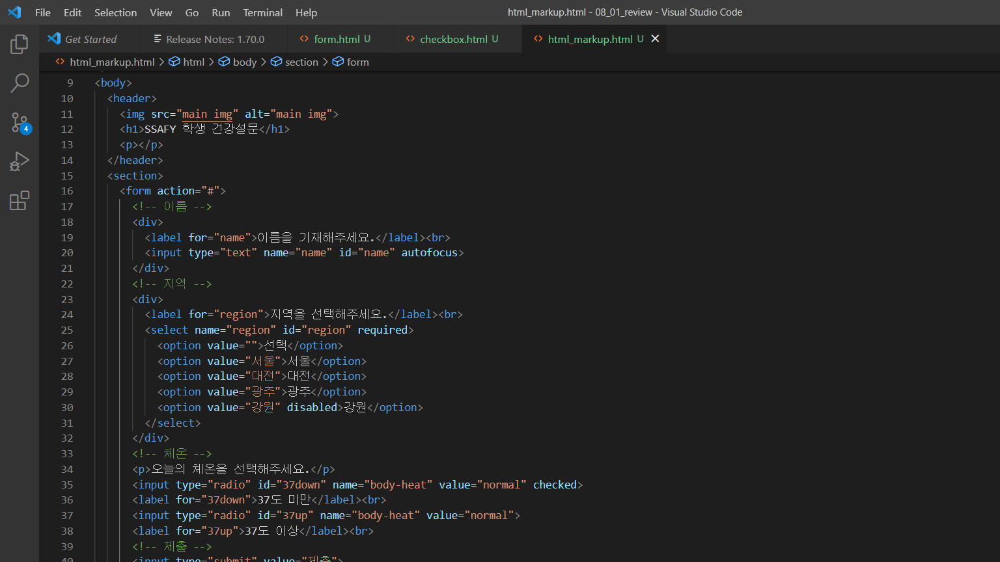 File Edit Selection View Go Run Terminal Help html_markup.html - 08_01_review - Visual Studio Code
Get Started Release Notes: 1.70.0 form.html U checkbox.html U html_markup.html U
html_markup.html > html > body > section > form
4
9 <body>
10 <header>
11 <img src="main img" alt="main img">
12 <h1>SSAFY 학생 건강설문</h1>
13 <p></p>
14 </header>
15 <section>
16 <form action="#">
17 <!-- 이름 -->
18 <div>
19 <label for="name">이름을 기재해주세요.</label><br>
20 <input type="text" name="name" id="name" autofocus>
21 </div>
22 <!-- 지역 -->
23 <div>
24 <label for="region">지역을 선택해주세요.</label><br>
25 <select name="region" id="region" required>
26 <option value="">선택</option>
27 <option value="서울">서울</option>
28 <option value="대전">대전</option>
29 <option value="광주">광주</option>
30 <option value="강원" disabled>강원</option>
31 </select>
32 </div>
33 <!-- 체온 -->
34 <p>오늘의 체온을 선택해주세요.</p>
35 <input type="radio" id="37down" name="body-heat" value="normal" checked>
36 <label for="37down">37도 미만</label><br>
37 <input type="radio" id="37up" name="body-heat" value="normal">
38 <label for="37up">37도 이상</label><br>
39 <!-- 제출 -->
40 <input type="submit" value="제출">